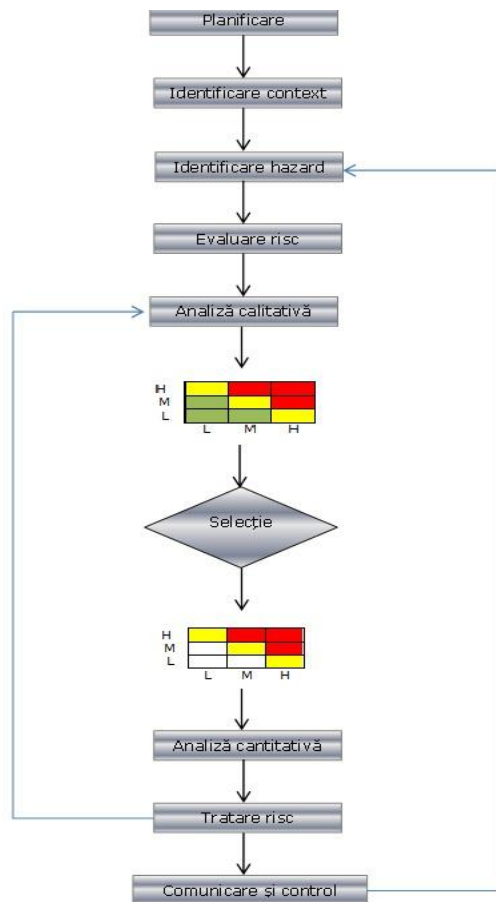 Planificare
Identificare context
Identificare hazard
Evaluare risc
Analiză calitativă
H
M
L
L M H
Selecție
H
M
L
L M H
Analiză cantitativă
Tratare risc
Comunicare și control